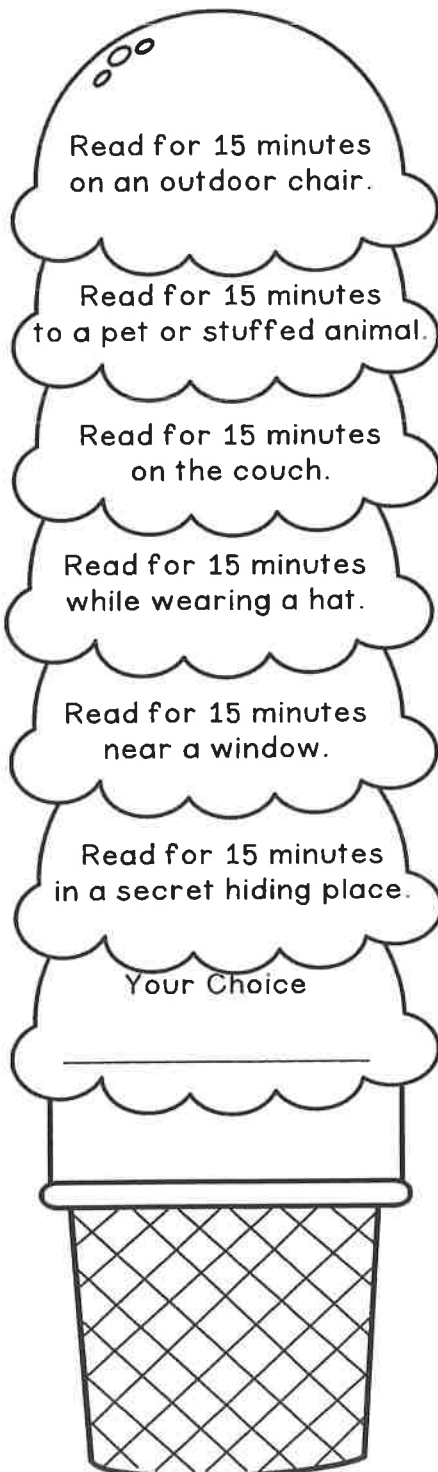 Read for 15 minutes
on an outdoor chair.
Read for 15 minutes
to a pet or stuffed animal.
Read for 15 minutes
on the couch.
Read for 15 minutes
while wearing a hat.
Read for 15 minutes
near a window.
Read for 15 minutes
in a secret hiding place.
Your Choice